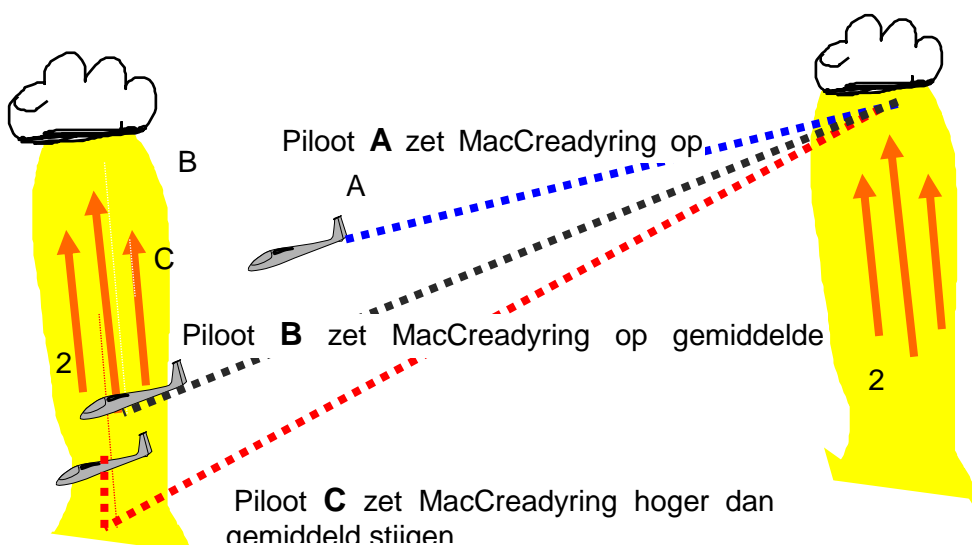 Piloot A zet MacCreadyring op
B
A
C
Piloot B zet MacCreadyring op gemiddelde
2
2
Piloot C zet MacCreadyring hoger dan
gemiddeld stijgen